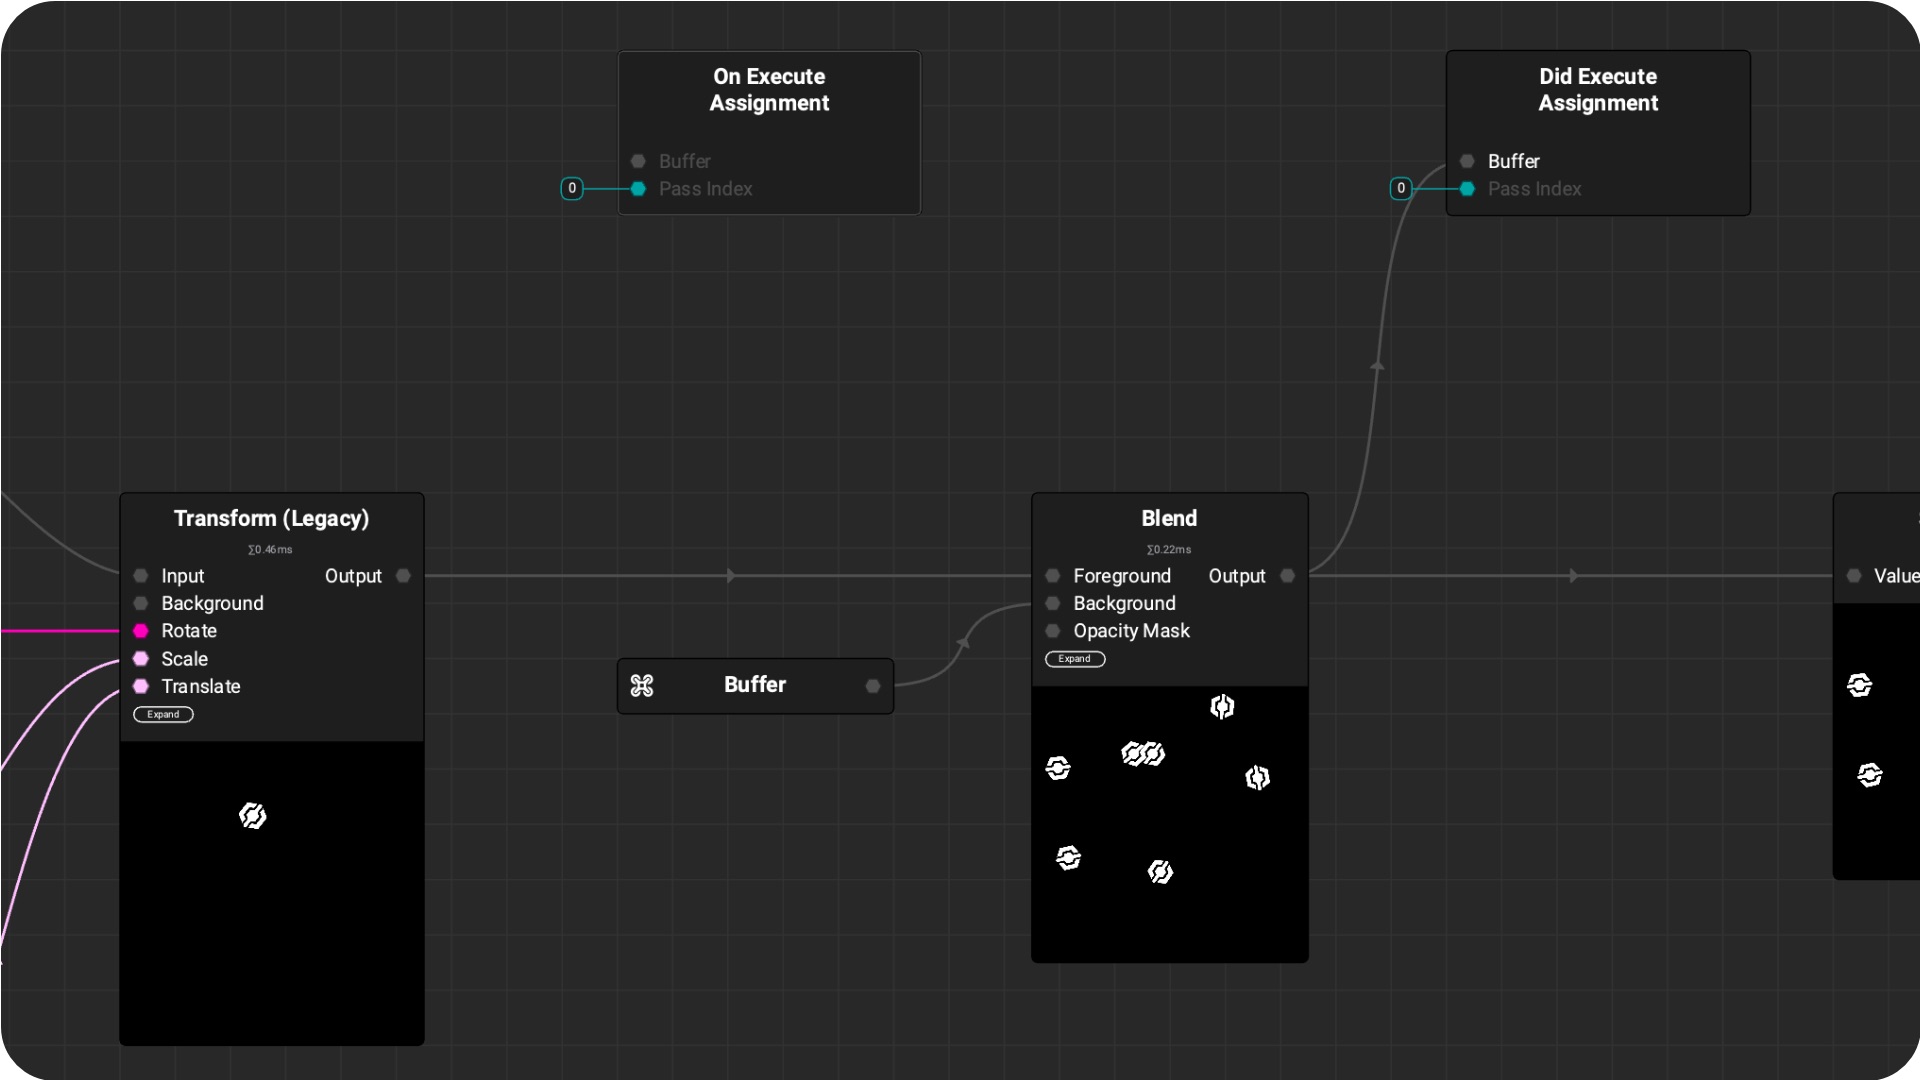 On Execute
Assignment
Buffer
0
Pass Index
Did Execute
Assignment
Buffer
0
Pass Index
Transform (Legacy)
∑0.46ms
Input
Output
Background
Rotate
Scale
Translate
Expand
Buffer
Blend
∑0.22ms
Foreground
Output
Background
Opacity Mask
Expand
Value